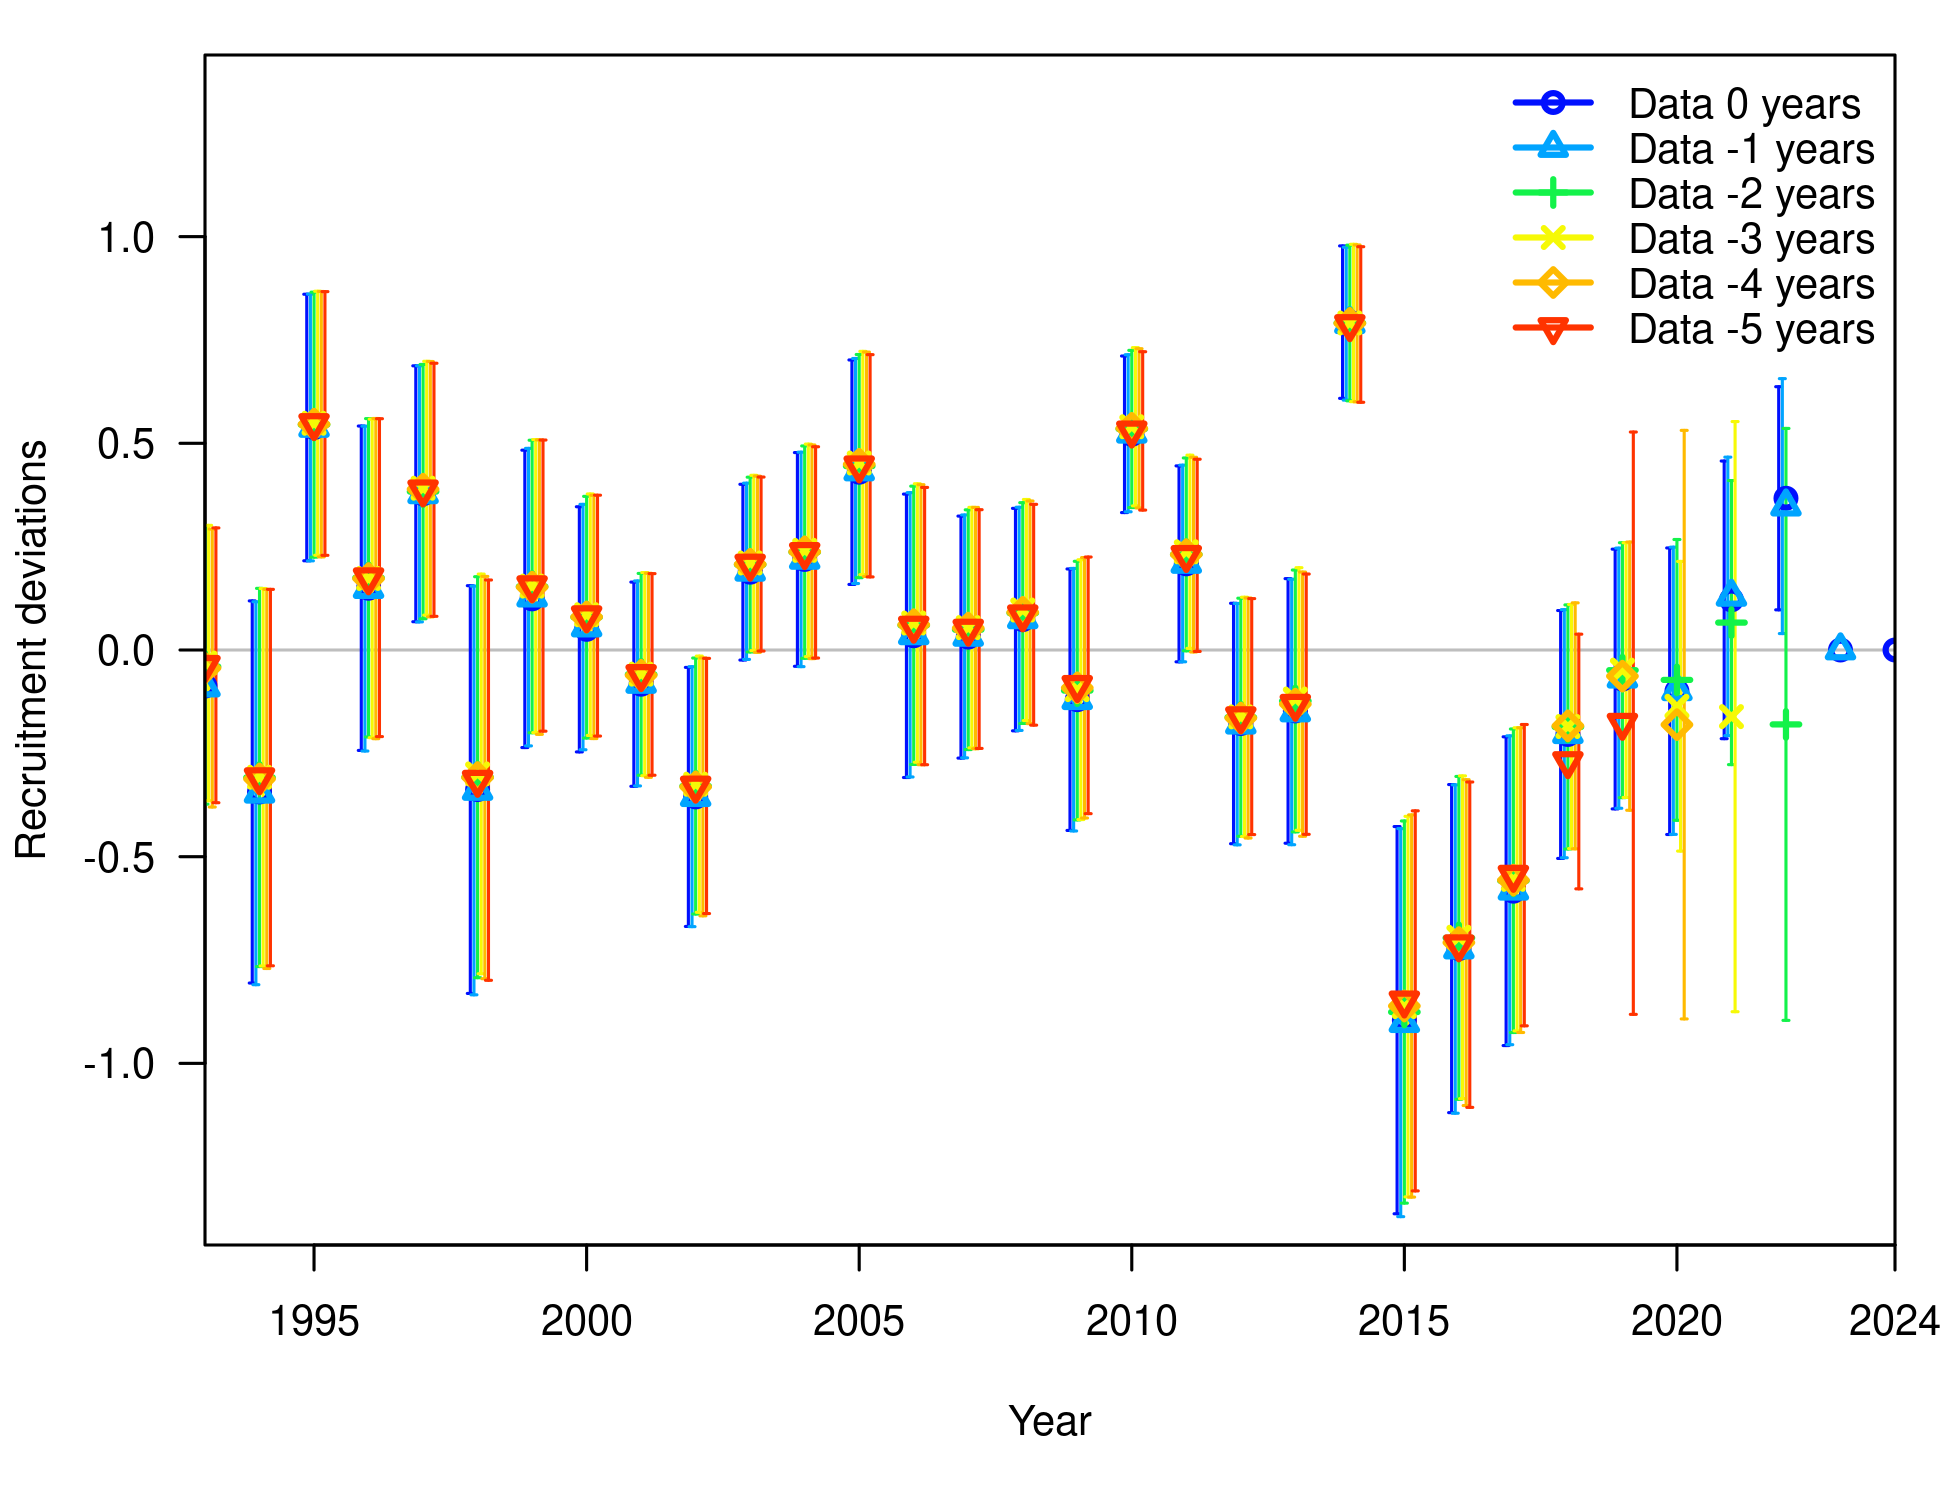 Data 0 years
Data -1 years
Data -2 years
Data -3 years
Data -4 years
Data -5 years
1.0
0.5
0.0
-0.5
-1.0
Recruitment deviations
1995 2000 2005 2010 2015 2020 2024
Year